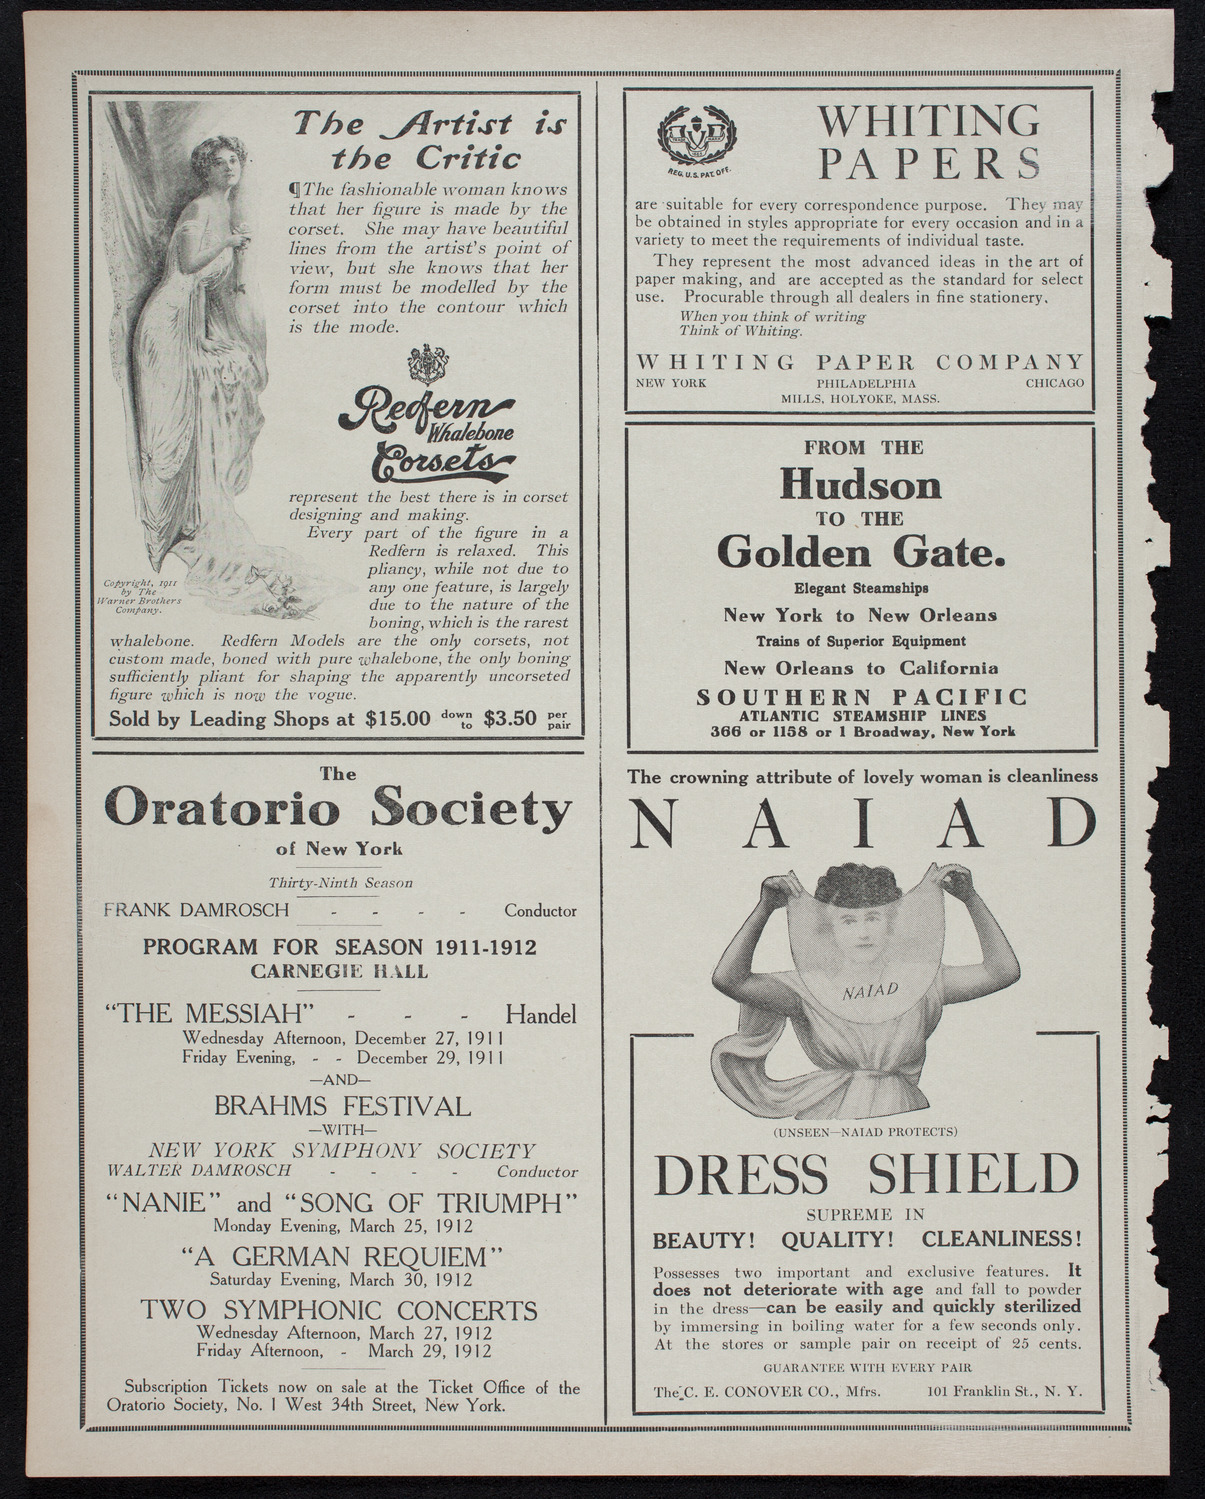 The Artist is
the Critic
¶The fashionable woman knows
that her figure is made by the
corset. She may have beautiful
lines from the artist's point of
view, but she knows that her
form must be modelled by the
corset into the contour which
is the mode.
Redfern
Whalebone
Corsets
represent the best there is in corset
designing and making.
Every part of the figure in a
Redfern is relaxed. This
pliancy, while not due to
any one feature, is largely
due to the nature of the
boning, which is the rarest
Copyright, 1911
by The
Warner Brothers
Company.
whalebone. Redfern Models are the only corsets, not
custom made, boned with pure whalebone, the only boning
sufficiently pliant for shaping the apparently uncorseted
figure which is now the vogue.
Sold by Leading Shops at $15.00 down to $3.50 per pair
The
Oratorio Society
of New York
Thirty-Ninth Season
FRANK DAMROSCH - - - - Conductor
PROGRAM FOR SEASON 1911-1912
CARNEGIE HALL
"THE MESSIAH" - - - Handel
Wednesday Afternoon, December 27, 1911
Friday Evening, - - December 29, 1911
—AND—
BRAHMS FESTIVAL
—WITH—
NEW YORK SYMPHONY SOCIETY
WALTER DAMROSCH - - - - Conductor
"NANIE" and "SONG OF TRIUMPH"
Monday Evening, March 25, 1912
"A GERMAN REQUIEM"
Saturday Evening, March 30, 1912
TWO SYMPHONIC CONCERTS
Wednesday Afternoon, March 27, 1912
Friday Afternoon, - March 29, 1912
Subscription Tickets now on sale at the Ticket Office of the
Oratorio Society, No. 1 West 34th Street, New York.
REG. U.S. PAT. OFF.
WHITING
PAPERS
are suitable for every correspondence purpose. They may
be obtained in styles appropriate for every occasion and in a
variety to meet the requirements of individual taste.
They represent the most advanced ideas in the art of
paper making, and are accepted as the standard for select
use. Procurable through all dealers in fine stationery.
When you think of writing
Think of Whiting.
WHITING PAPER COMPANY
NEW YORK PHILADELPHIA CHICAGO
MILLS, HOLYOKE, MASS.
FROM THE
Hudson
TO THE
Golden Gate.
Elegant Steamships
New York to New Orleans
Trains of Superior Equipment
New Orleans to California
SOUTHERN PACIFIC
ATLANTIC STEAMSHIP LINES
366 or 1158 or 1 Broadway, New York
The crowning attribute of lovely woman is cleanliness
NAIAD
NAIAD
(UNSEEN—NAIAD PROTECTS)
DRESS SHIELD
SUPREME IN
BEAUTY! QUALITY! CLEANLINESS!
Possesses two important and exclusive features. It
does not deteriorate with age and fall to powder
in the dress—can be easily and quickly sterilized
by immersing in boiling water for a few seconds only.
At the stores or sample pair on receipt of 25 cents.
GUARANTEE WITH EVERY PAIR
The C. E. CONOVER CO., Mfrs. 101 Franklin St., N. Y.